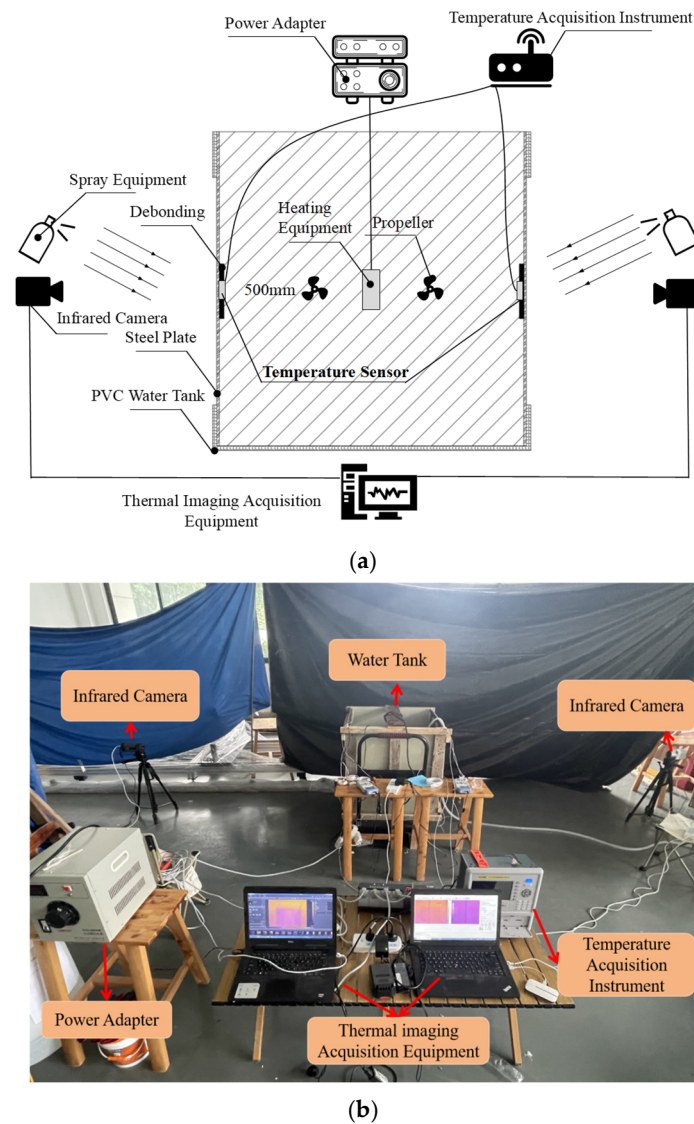 Power Adapter
Temperature Acquisition Instrument
Spray Equipment
Debonding
Heating
Equipment
Propeller
500mm
Infrared Camera
Steel Plate
Temperature Sensor
PVC Water Tank
Thermal Imaging Acquisition
Equipment
(a)
Water Tank
Infrared Camera
Infrared Camera
Temperature
Acquisition
Instrument
Power Adapter
Thermal imaging
Acquisition Equipment
(b)